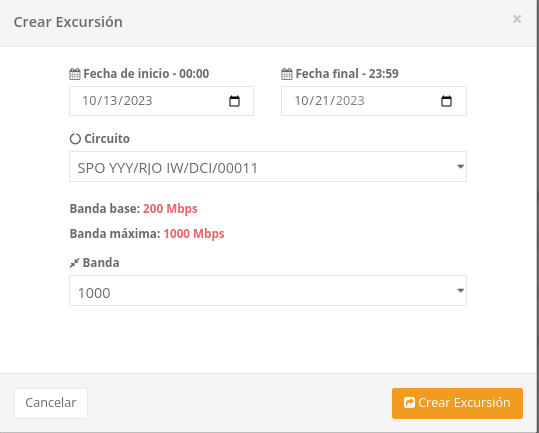 Crear Excursión
×
Fecha de inicio - 00:00
Fecha final - 23:59
10/13/2023
10/21/2023
Circuito
SPO YYY/RJO IW/DCI/00011
Banda base: 200 Mbps
Banda máxima: 1000 Mbps
Banda
1000
Cancelar
Crear Excursión